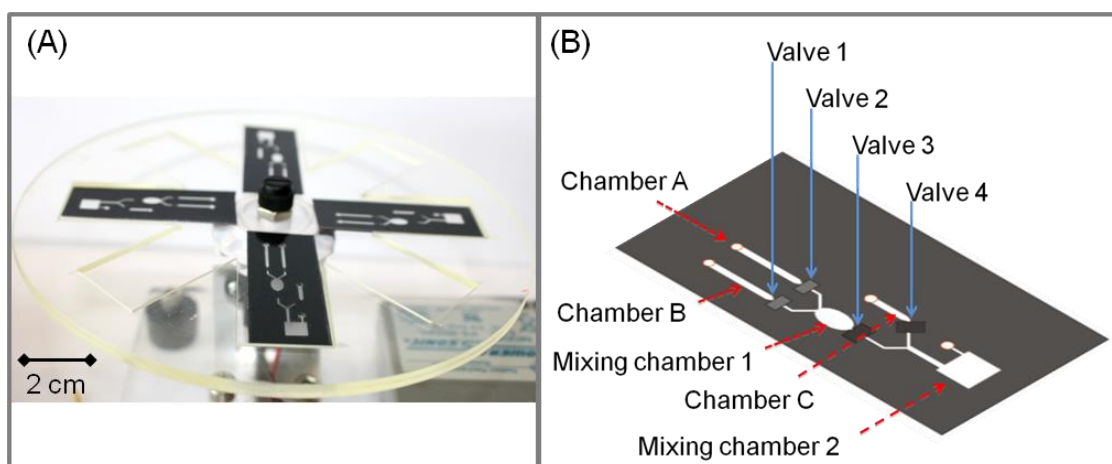 (A)
2 cm
(B)
Valve 1
Valve 2
Valve 3
Valve 4
Chamber A
Chamber B
Mixing chamber 1
Chamber C
Mixing chamber 2